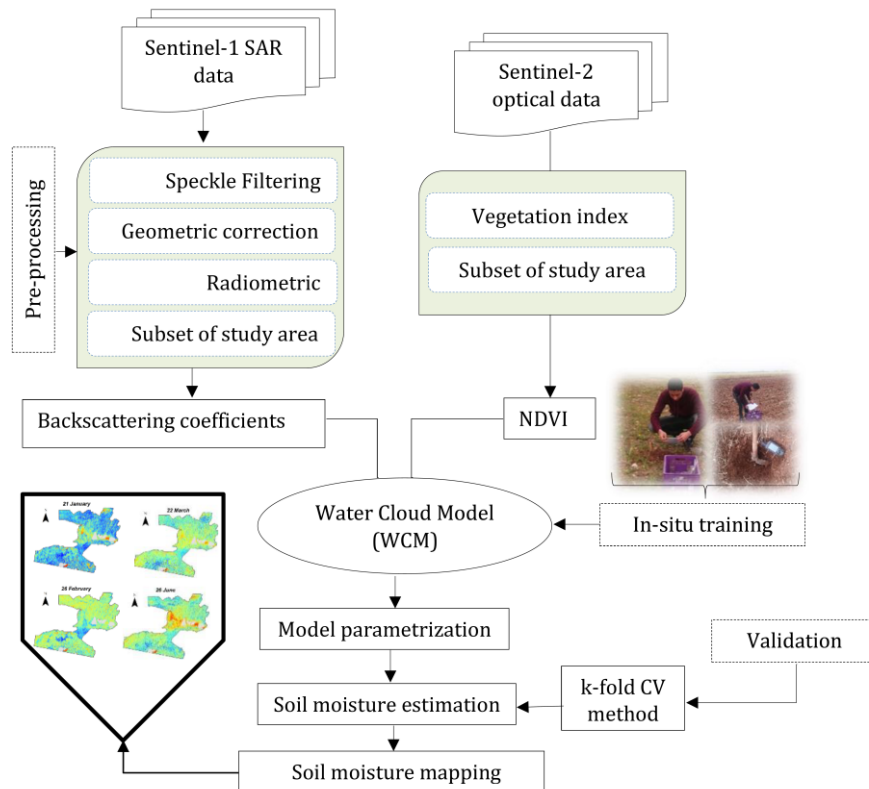 Sentinel-1 SAR
data
Sentinel-2
optical data
Pre-processing
Speckle Filtering
Geometric correction
Radiometric
Subset of study area
Vegetation index
Subset of study area
Backscattering coefficients
NDVI
In-situ training
Water Cloud Model
(WCM)
21 January
22 March
28 February
26 June
Model parametrization
Validation
k-fold CV
method
Soil moisture estimation
Soil moisture mapping